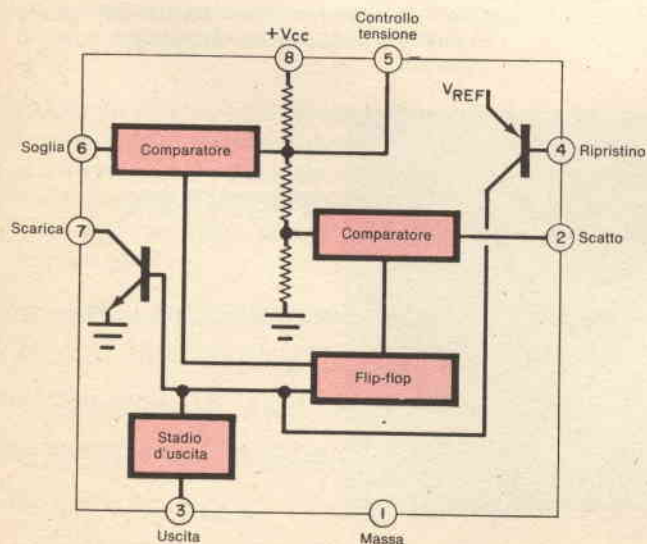 Controllo
tensione
+Vcc
8
5
VREF
Soglia
6
Comparatore
4
Ripristino
Scarica
7
Comparatore
2
Scatto
Flip-flop
Stadio
d'uscita
3
1
Uscita
Massa